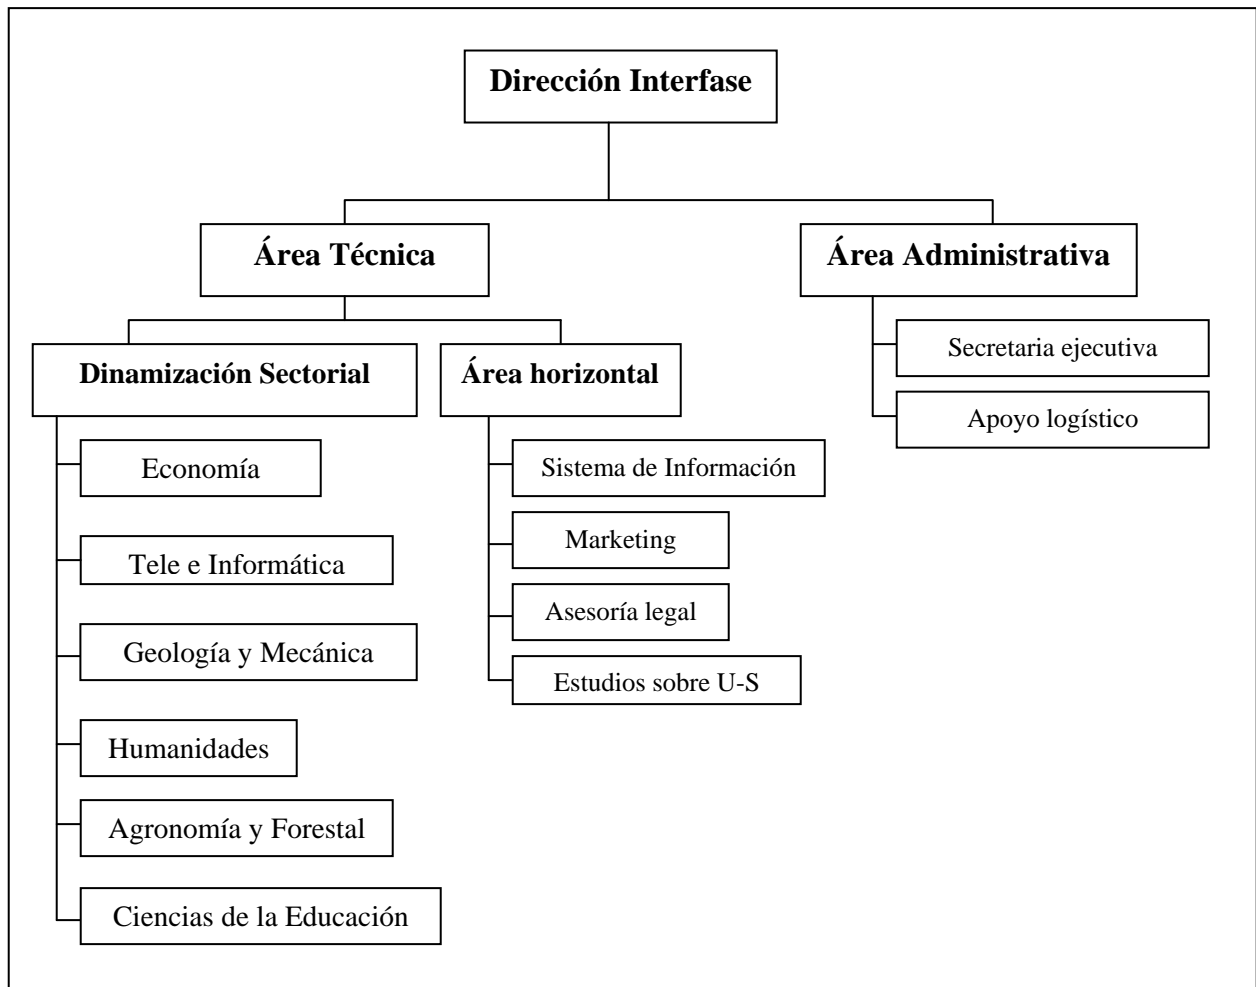 Dirección Interfase
Área Técnica
Área Administrativa
Secretaria ejecutiva
Apoyo logístico
Dinamización Sectorial
Área horizontal
Economía
Tele e Informática
Geología y Mecánica
Humanidades
Agronomía y Forestal
Ciencias de la Educación
Sistema de Información
Marketing
Asesoría legal
Estudios sobre U-S